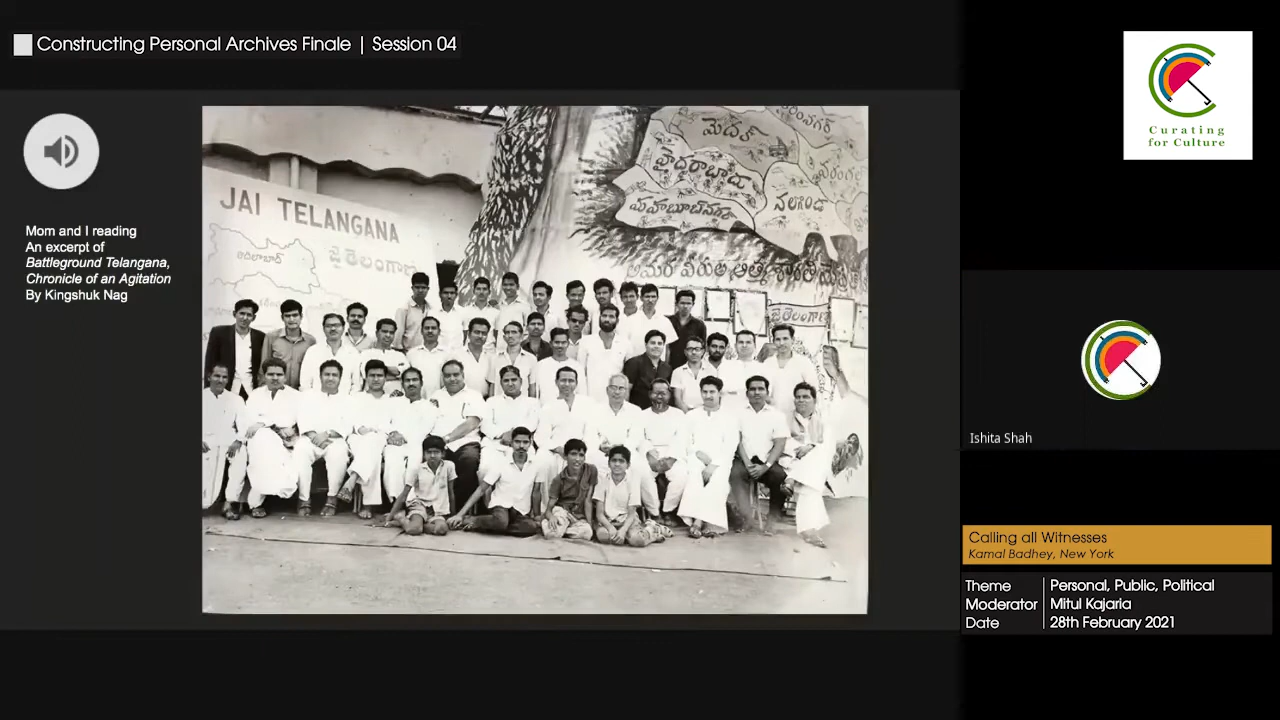 Constructing Personal Archives Finale | Session 04
Curating
for Culture
Mom and I reading
An excerpt of
Battleground Telangana,
Chronicle of an Agitation
By Kingshuk Nag
JAI TELANGANA
ఆదిలాబాద్
జై తెలంగాణ
మెదక్
హైద్రాబాదు
మహబూబ్‌నగర్
నల్గొండ
జై తెలంగాణ
Ishita Shah
Calling all Witnesses
Kamal Badhey, New York
Theme Personal, Public, Political
Moderator Mitul Kajaria
Date 28th February 2021